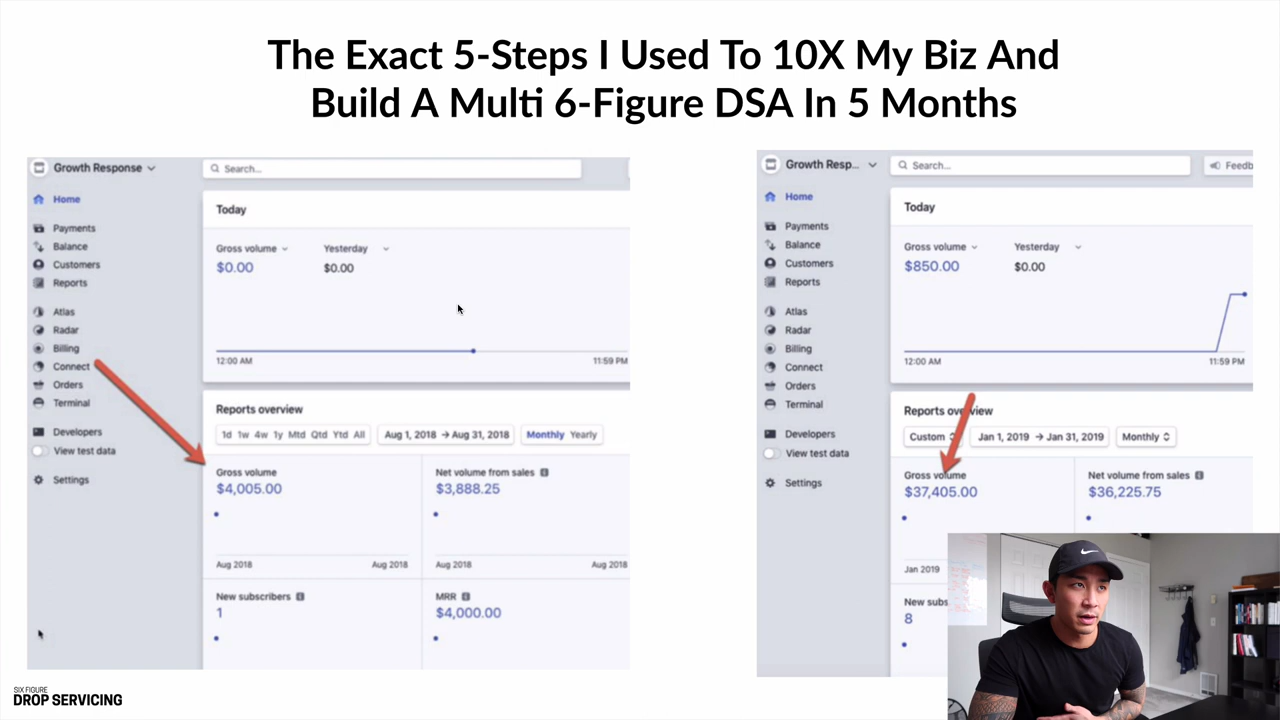 The Exact 5-Steps I Used To 10X My Biz And
Build A Multi 6-Figure DSA In 5 Months
Growth Response
Search...
Home
Payments
Balance
Customers
Reports
Atlas
Radar
Billing
Connect
Orders
Terminal
Developers
View test data
Settings
Today
Gross volume Yesterday
$0.00 $0.00
12:00 AM 11:59 PM
Reports overview
1d 1w 4w 1y Mtd Qtd Ytd All Aug 1, 2018 → Aug 31, 2018 Monthly Yearly
Gross volume Net volume from sales
$4,005.00 $3,888.25
Aug 2018 Aug 2018 Aug 2018 Aug 2018
New subscribers MRR
1 $4,000.00
Growth Resp...
Search...
Feedb
Home
Payments
Balance
Customers
Reports
Atlas
Radar
Billing
Connect
Orders
Terminal
Developers
View test data
Settings
Today
Gross volume Yesterday
$850.00 $0.00
12:00 AM 11:59 PM
Reports overview
Custom Jan 1, 2019 → Jan 31, 2019 Monthly
Gross volume Net volume from sales
$37,405.00 $36,225.75
Jan 2019
New subs
8
SIX FIGURE
DROP SERVICING